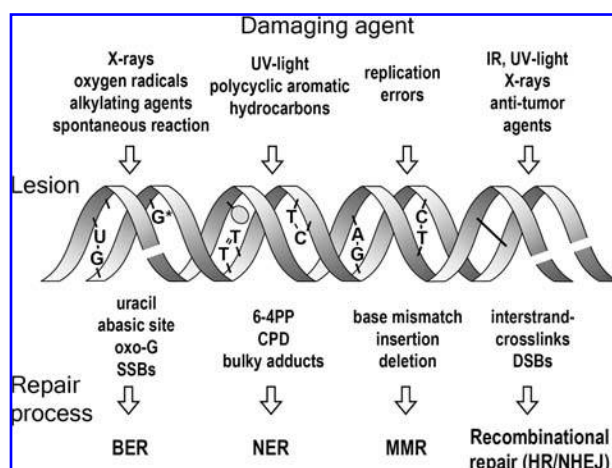 Damaging agent
X-rays
oxygen radicals
alkylating agents
spontaneous reaction
UV-light
polycyclic aromatic
hydrocarbons
replication
errors
IR, UV-light
X-rays
anti-tumor
agents
Lesion
U
G
G*
T
T
T
C
A
G
C
T
uracil
abasic site
oxo-G
SSBs
6-4PP
CPD
bulky adducts
base mismatch
insertion
deletion
interstrand-
crosslinks
DSBs
Repair
process
BER
NER
MMR
Recombinational
repair (HR/NHEJ)